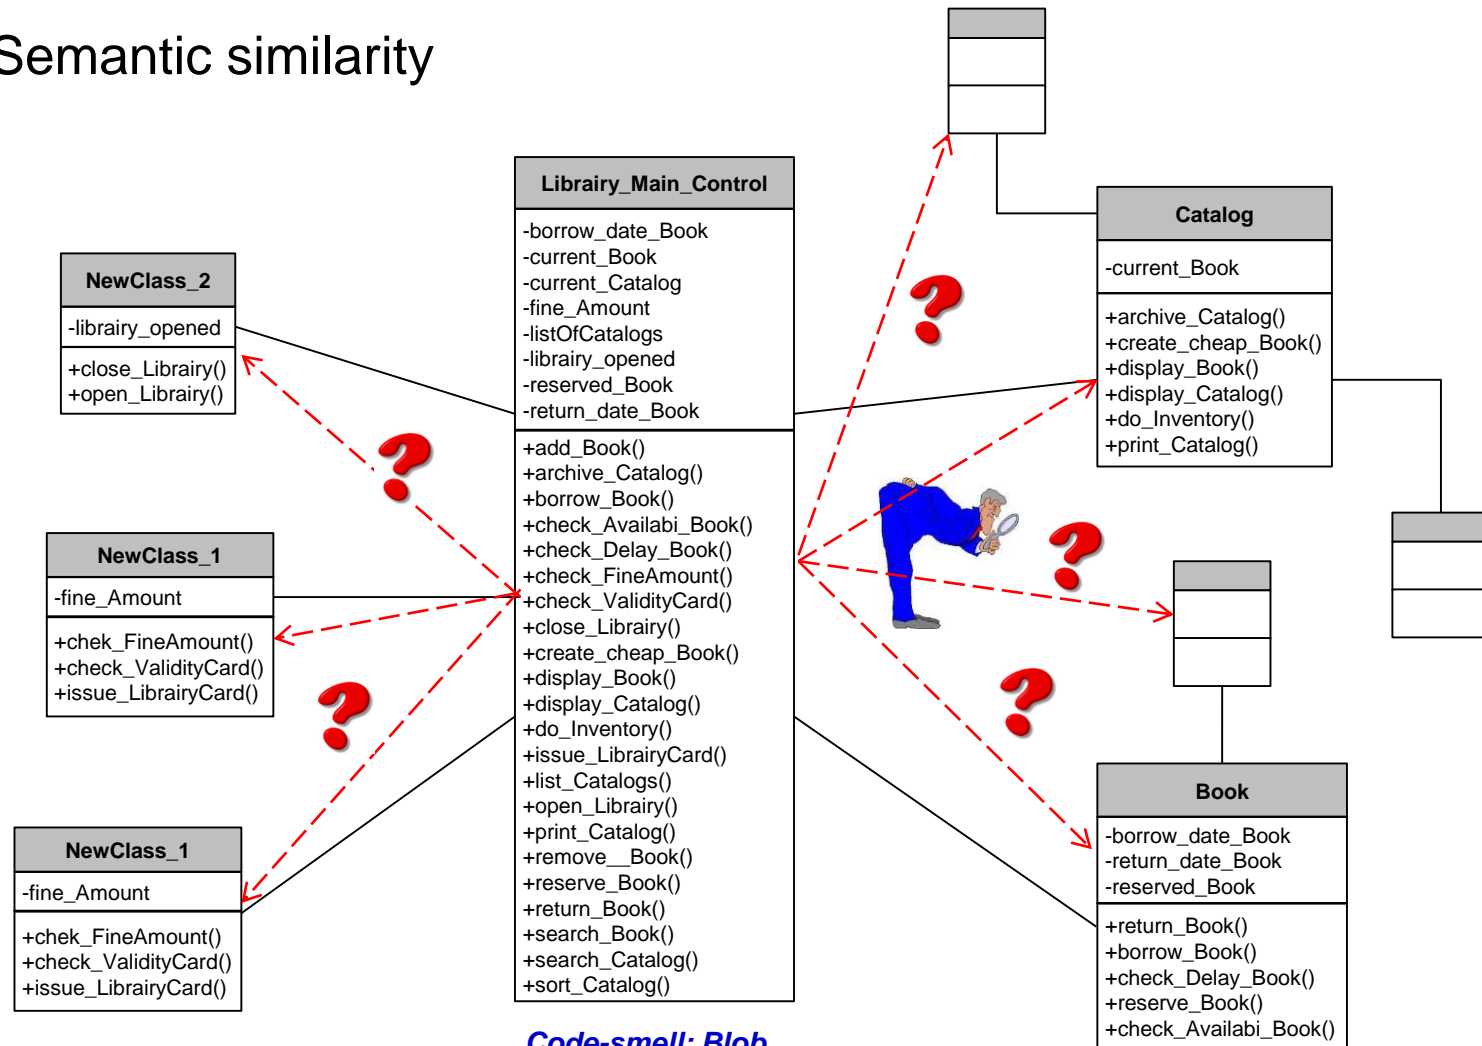 Semantic similarity
Librairy_Main_Control
-borrow_date_Book
-current_Book
-current_Catalog
-fine_Amount
-listOfCatalogs
-librairy_opened
-reserved_Book
-return_date_Book
+add_Book()
+archive_Catalog()
+borrow_Book()
+check_Availabi_Book()
+check_Delay_Book()
+check_FineAmount()
+check_ValidityCard()
+close_Librairy()
+create_cheap_Book()
+display_Book()
+display_Catalog()
+do_Inventory()
+issue_LibrairyCard()
+list_Catalogs()
+open_Librairy()
+print_Catalog()
+remove__Book()
+reserve_Book()
+return_Book()
+search_Book()
+search_Catalog()
+sort_Catalog()
Code-smell: Blob
NewClass_2
-librairy_opened
+close_Librairy()
+open_Librairy()
?
NewClass_1
-fine_Amount
+chek_FineAmount()
+check_ValidityCard()
+issue_LibrairyCard()
?
NewClass_1
-fine_Amount
+chek_FineAmount()
+check_ValidityCard()
+issue_LibrairyCard()
?
Catalog
-current_Book
+archive_Catalog()
+create_cheap_Book()
+display_Book()
+display_Catalog()
+do_Inventory()
+print_Catalog()
?
?
Book
-borrow_date_Book
-return_date_Book
-reserved_Book
+return_Book()
+borrow_Book()
+check_Delay_Book()
+reserve_Book()
+check_Availabi_Book()